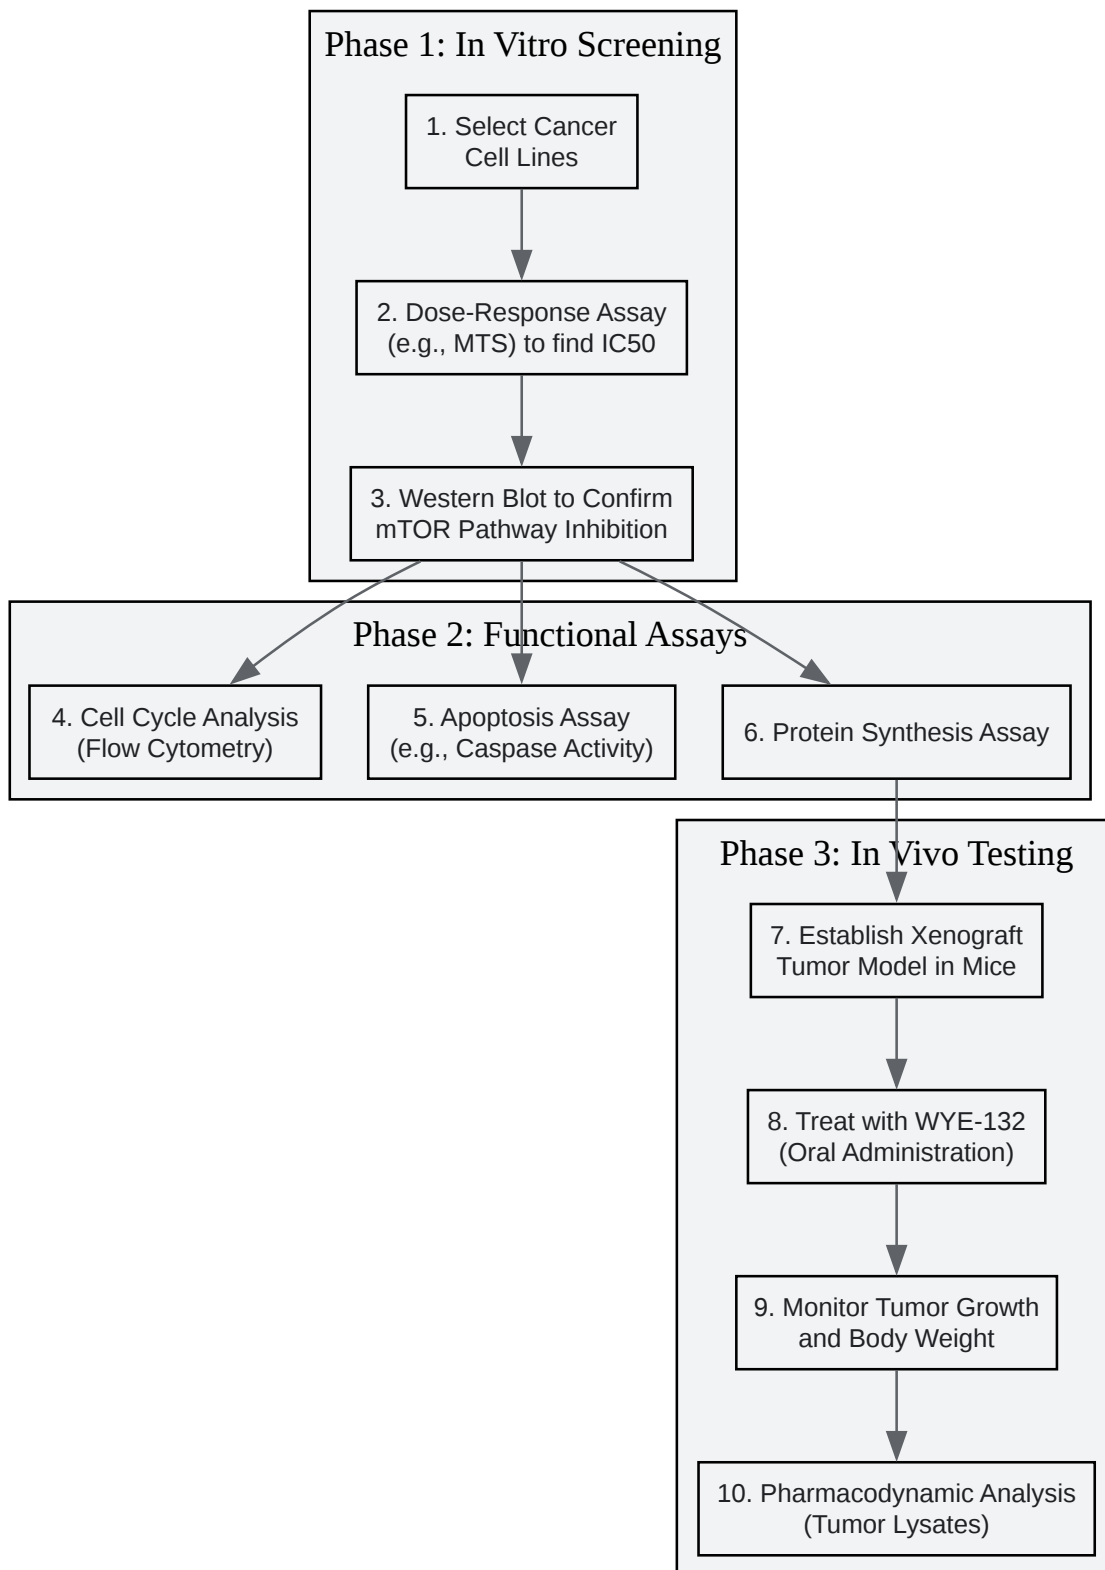 Phase 1: In Vitro Screening
1. Select Cancer
Cell Lines
2. Dose-Response Assay
(e.g., MTS) to find IC50
3. Western Blot to Confirm
mTOR Pathway Inhibition
Phase 2: Functional Assays
4. Cell Cycle Analysis
(Flow Cytometry)
5. Apoptosis Assay
(e.g., Caspase Activity)
6. Protein Synthesis Assay
Phase 3: In Vivo Testing
7. Establish Xenograft
Tumor Model in Mice
8. Treat with WYE-132
(Oral Administration)
9. Monitor Tumor Growth
and Body Weight
10. Pharmacodynamic Analysis
(Tumor Lysates)